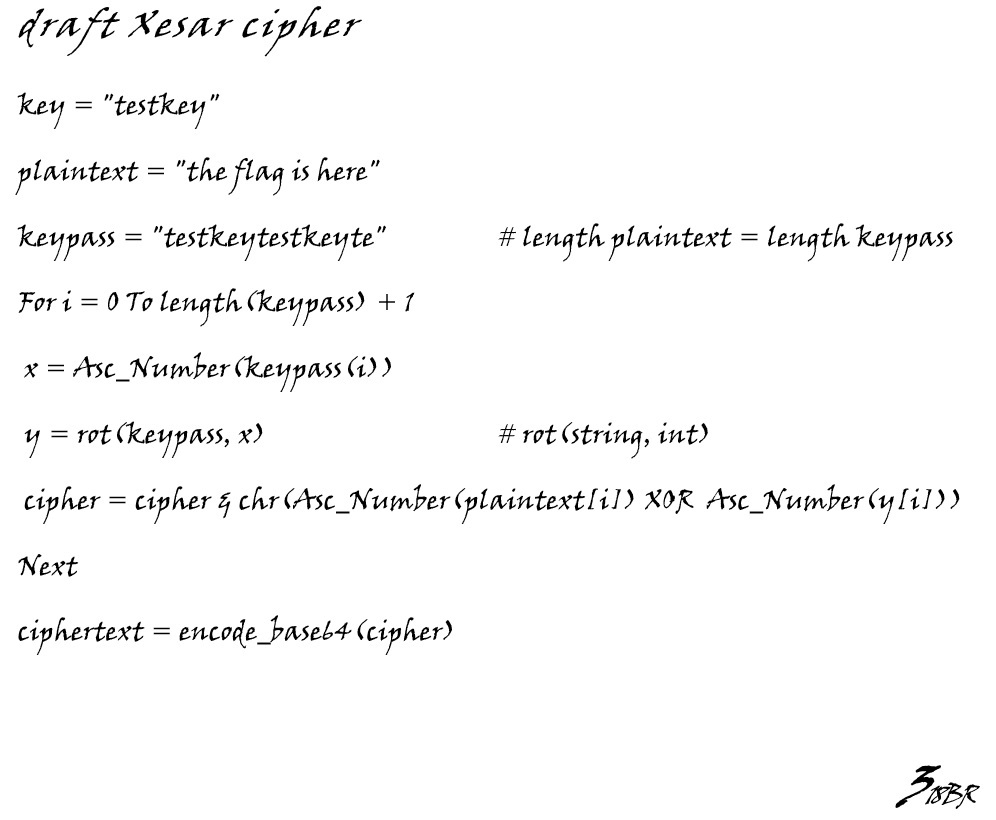 draft Xesar cipher
key = "testkey"
plaintext = "the flag is here"
keypass = "testkeytestkeyte" # length plaintext = length keypass
For i = 0 To length(keypass) + 1
x = Asc_Number(keypass(i))
y = rot(keypass, x) # rot(string, int)
cipher = cipher & chr(Asc_Number(plaintext[i]) XOR Asc_Number(y[i]))
Next
ciphertext = encode_base64(cipher)
318BR